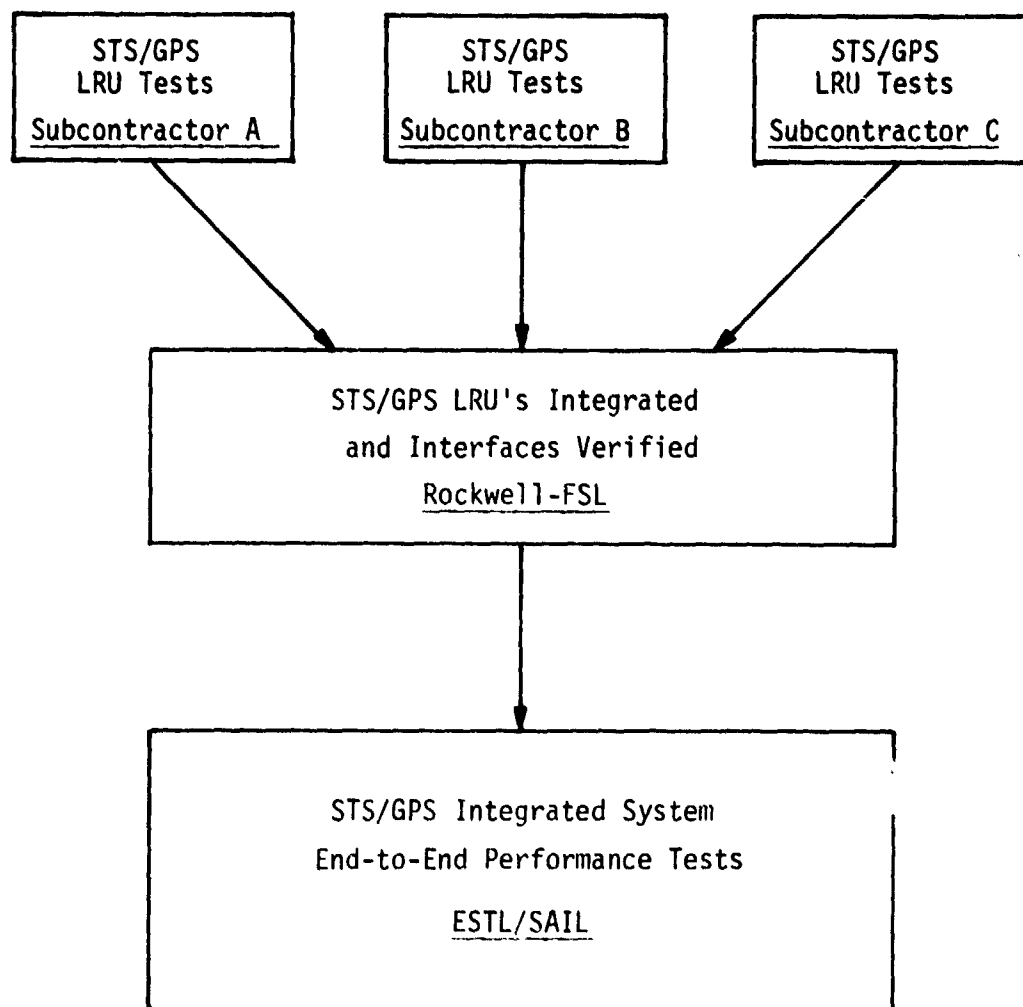 STS/GPS
LRU Tests
Subcontractor A
STS/GPS
LRU Tests
Subcontractor B
STS/GPS
LRU Tests
Subcontractor C
STS/GPS LRU's Integrated
and Interfaces Verified
Rockwell-FSL
STS/GPS Integrated System
End-to-End Performance Tests
ESTL/SAIL